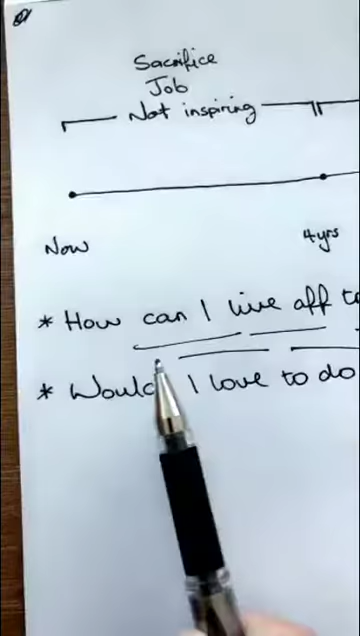 Sacrifice
Job
Not inspiring
Now
4yrs
* How can I live off
* Would I love to do